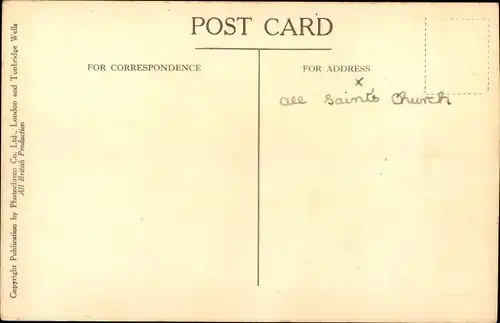 POST CARD
FOR CORRESPONDENCE
FOR ADDRESS
x
All Saints Church
Copyright Publication by Photochrom Co. Ltd., London and Tunbridge Wells
All British Production